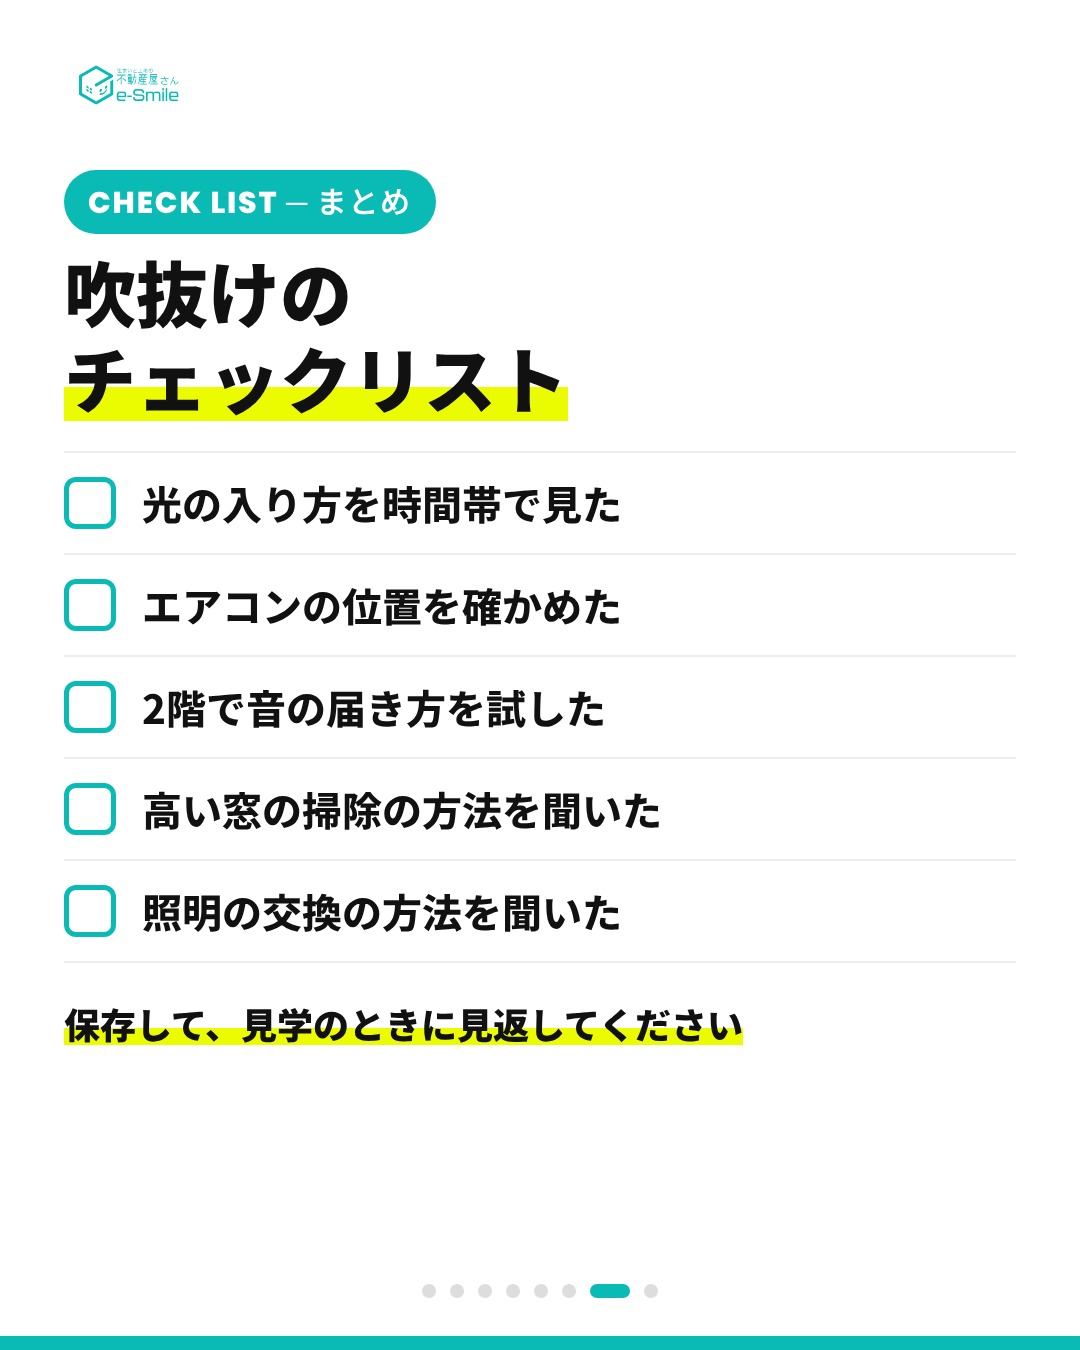 不動産屋さん
e-Smile
CHECK LIST — まとめ
吹抜けの
チェックリスト
光の入り方を時間帯で見た
エアコンの位置を確かめた
2階で音の届き方を試した
高い窓の掃除の方法を聞いた
照明の交換の方法を聞いた
保存して、見学のときに見返してください